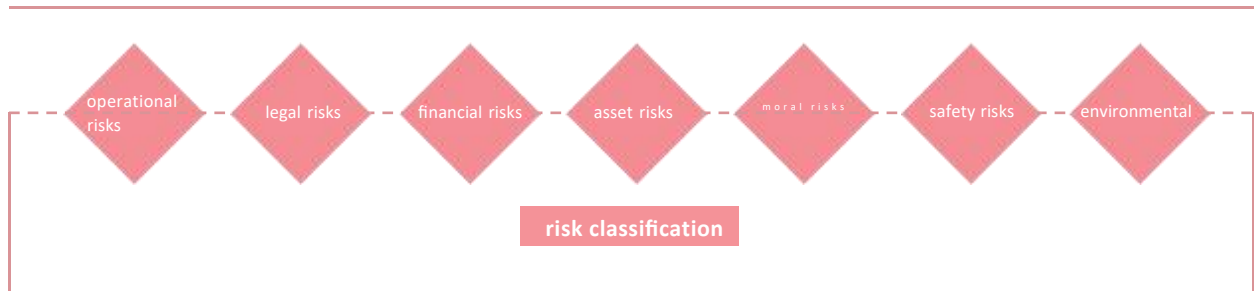 operational
risks
legal risks
financial risks
asset risks
moral risks
safety risks
environmental
risk classification